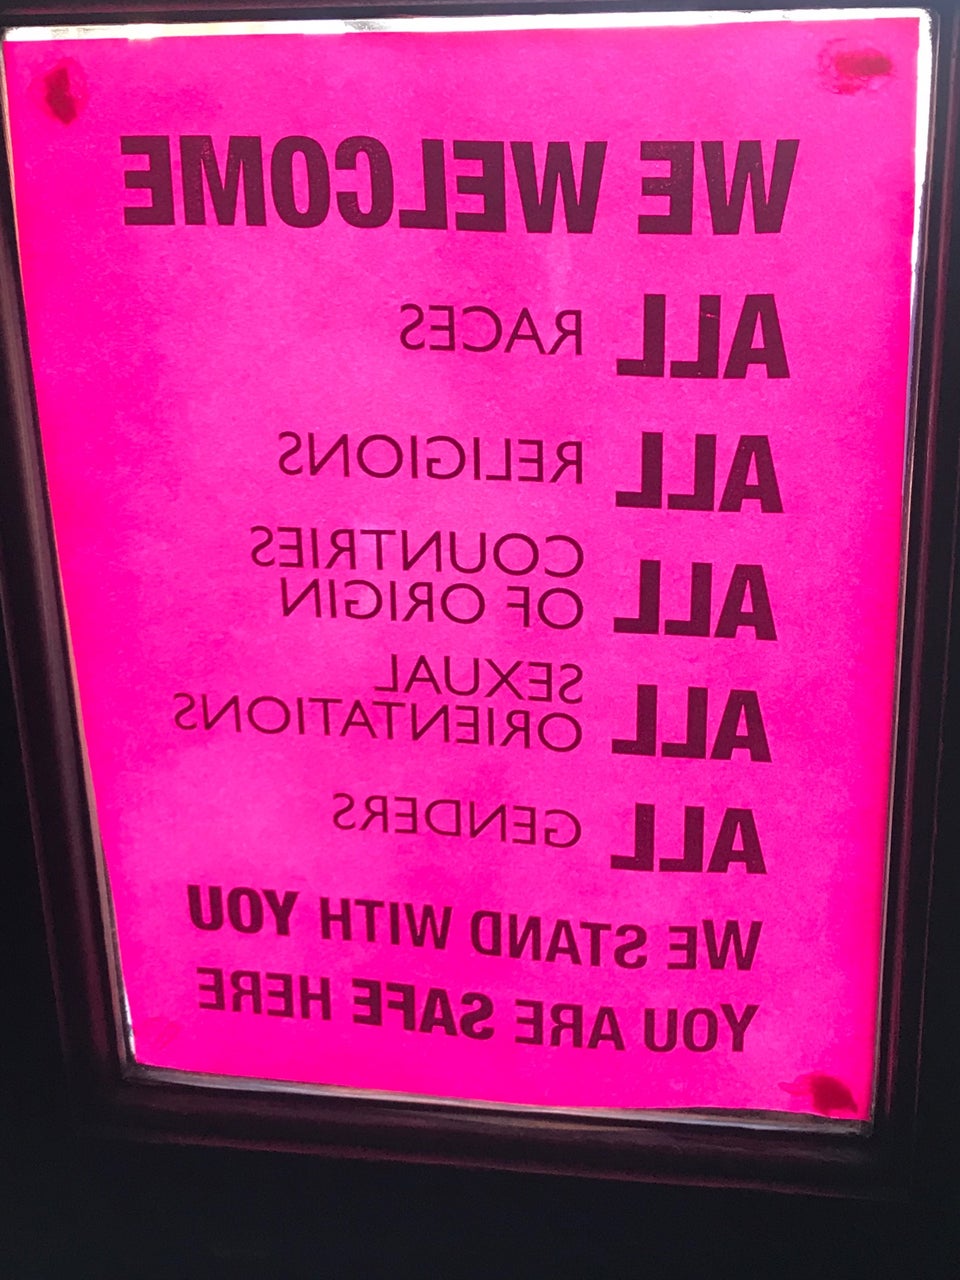 WE WELCOME
ALL RACES
ALL RELIGIONS
ALL COUNTRIES
OF ORIGIN
ALL SEXUAL
ORIENTATIONS
ALL GENDERS
WE STAND WITH YOU
YOU ARE SAFE HERE